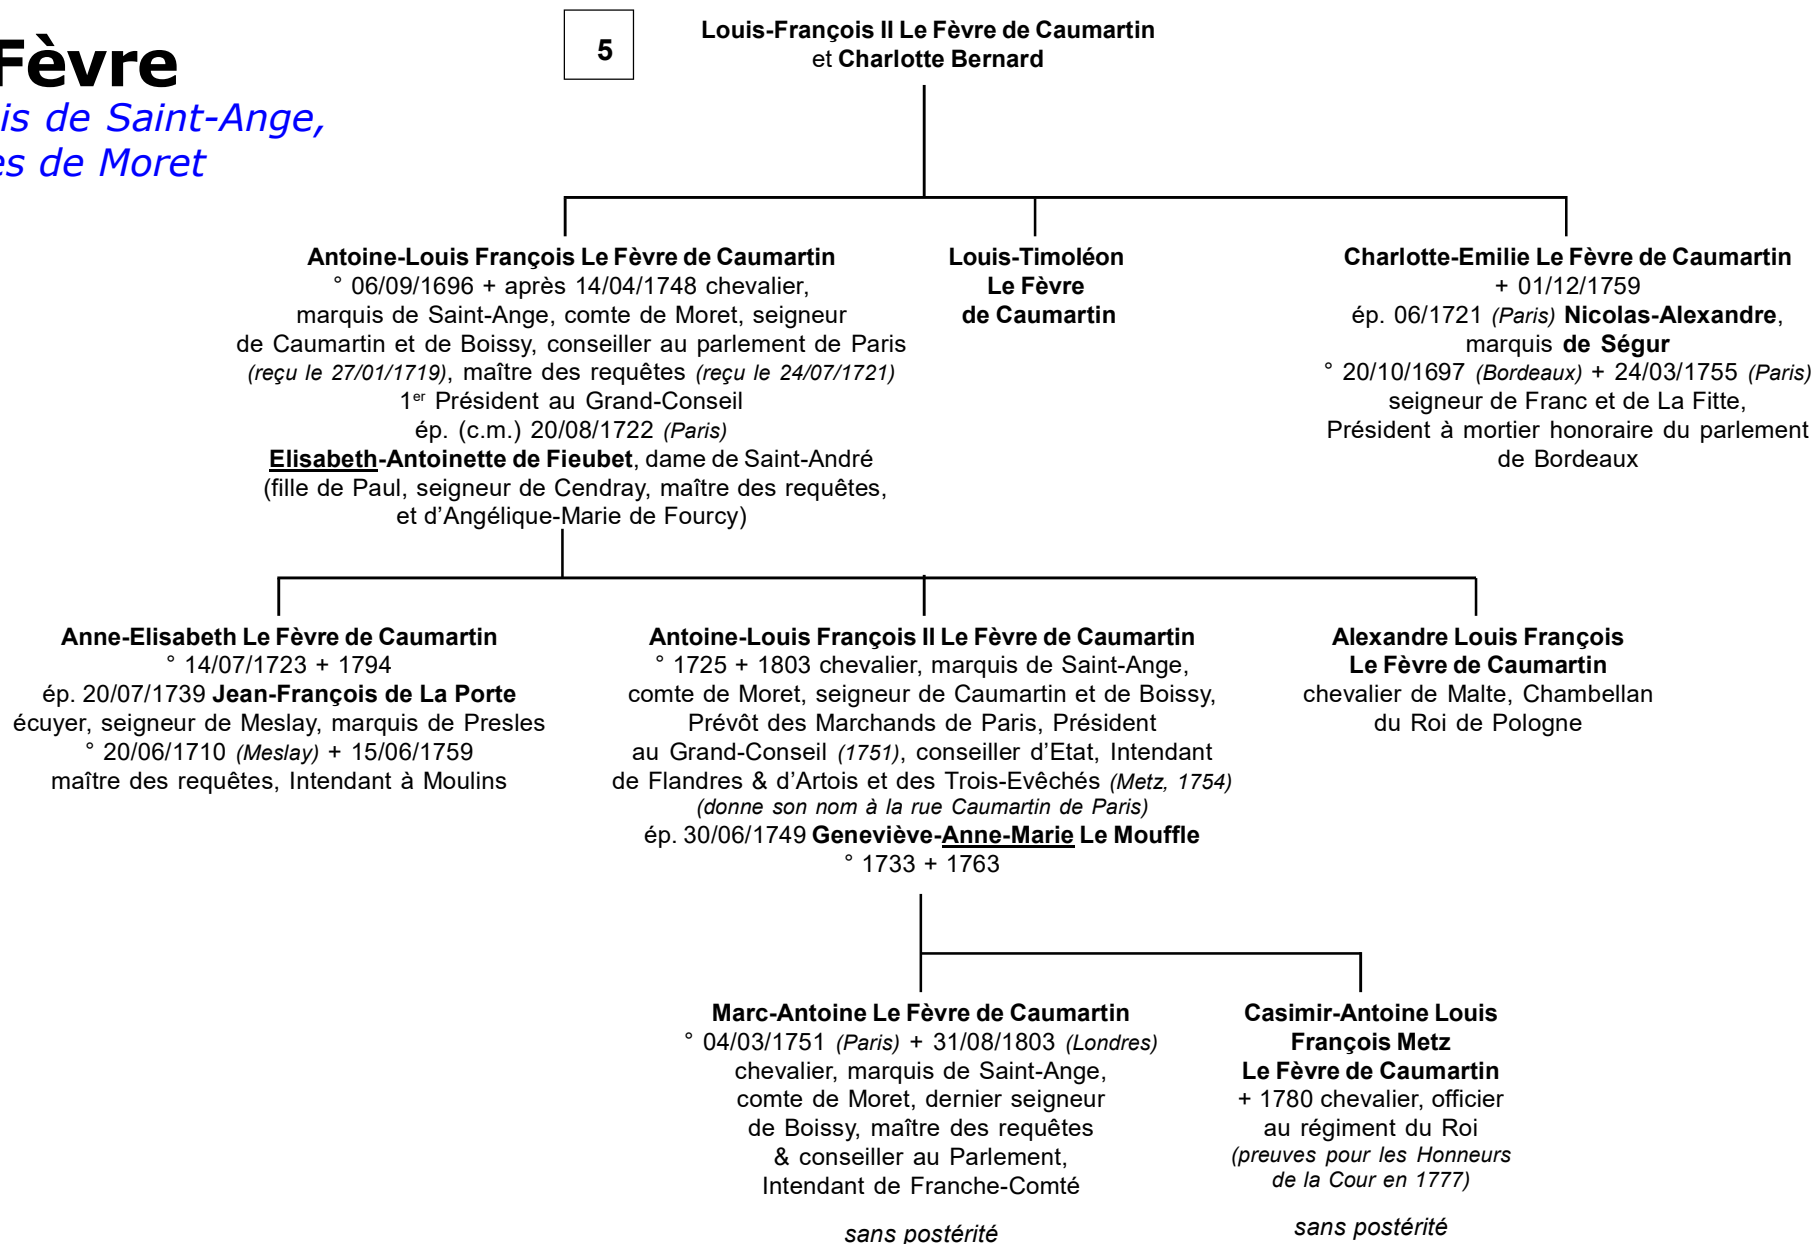 Fèvre
is de Saint-Ange,
es de Moret
5
Louis-François II Le Fèvre de Caumartin
et Charlotte Bernard
Antoine-Louis François Le Fèvre de Caumartin
° 06/09/1696 + après 14/04/1748 chevalier,
marquis de Saint-Ange, comte de Moret, seigneur
de Caumartin et de Boissy, conseiller au parlement de Paris
(reçu le 27/01/1719), maître des requêtes (reçu le 24/07/1721)
1er Président au Grand-Conseil
ép. (c.m.) 20/08/1722 (Paris)
Elisabeth-Antoinette de Fieubet, dame de Saint-André
(fille de Paul, seigneur de Cendray, maître des requêtes,
et d’Angélique-Marie de Fourcy)
Louis-Timoléon
Le Fèvre
de Caumartin
Charlotte-Emilie Le Fèvre de Caumartin
+ 01/12/1759
ép. 06/1721 (Paris) Nicolas-Alexandre,
marquis de Ségur
° 20/10/1697 (Bordeaux) + 24/03/1755 (Paris)
seigneur de Franc et de La Fitte,
Président à mortier honoraire du parlement
de Bordeaux
Anne-Elisabeth Le Fèvre de Caumartin
° 14/07/1723 + 1794
ép. 20/07/1739 Jean-François de La Porte
écuyer, seigneur de Meslay, marquis de Presles
° 20/06/1710 (Meslay) + 15/06/1759
maître des requêtes, Intendant à Moulins
Antoine-Louis François II Le Fèvre de Caumartin
° 1725 + 1803 chevalier, marquis de Saint-Ange,
comte de Moret, seigneur de Caumartin et de Boissy,
Prévôt des Marchands de Paris, Président
au Grand-Conseil (1751), conseiller d’Etat, Intendant
de Flandres & d’Artois et des Trois-Evêchés (Metz, 1754)
(donne son nom à la rue Caumartin de Paris)
ép. 30/06/1749 Geneviève-Anne-Marie Le Mouffle
° 1733 + 1763
Alexandre Louis François
Le Fèvre de Caumartin
chevalier de Malte, Chambellan
du Roi de Pologne
Marc-Antoine Le Fèvre de Caumartin
° 04/03/1751 (Paris) + 31/08/1803 (Londres)
chevalier, marquis de Saint-Ange,
comte de Moret, dernier seigneur
de Boissy, maître des requêtes
& conseiller au Parlement,
Intendant de Franche-Comté
sans postérité
Casimir-Antoine Louis
François Metz
Le Fèvre de Caumartin
+ 1780 chevalier, officier
au régiment du Roi
(preuves pour les Honneurs
de la Cour en 1777)
sans postérité